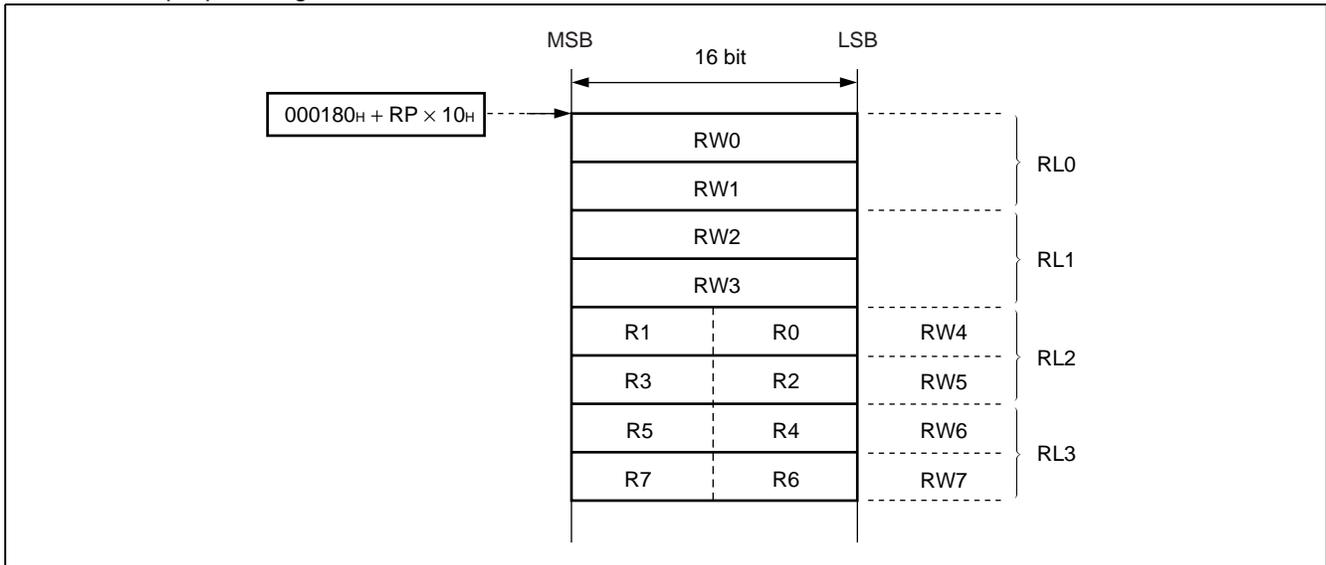 MSB LSB
16 bit
000180H + RP × 10H
RW0
RL0
RW1
RW2
RL1
RW3
R1 R0 RW4
RL2
R3 R2 RW5
R5 R4 RW6
RL3
R7 R6 RW7